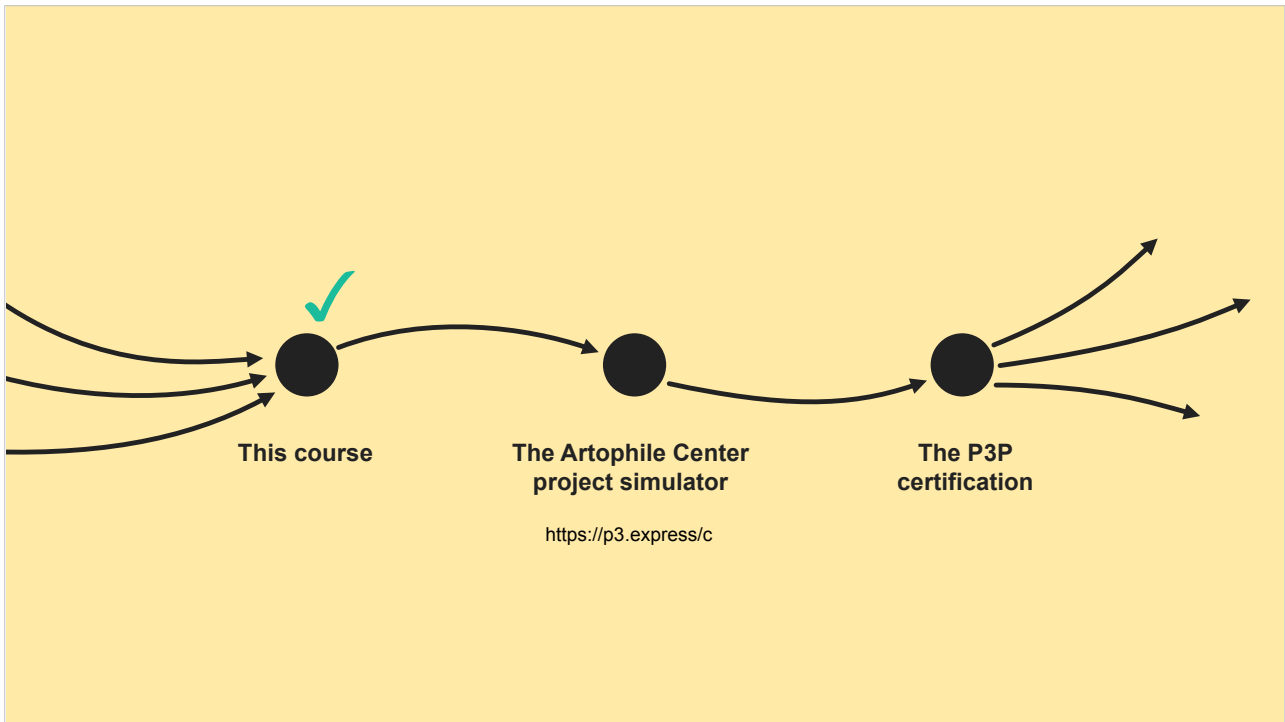 This course
The Artophile Center
project simulator
https://p3.express/c
The P3P
certification